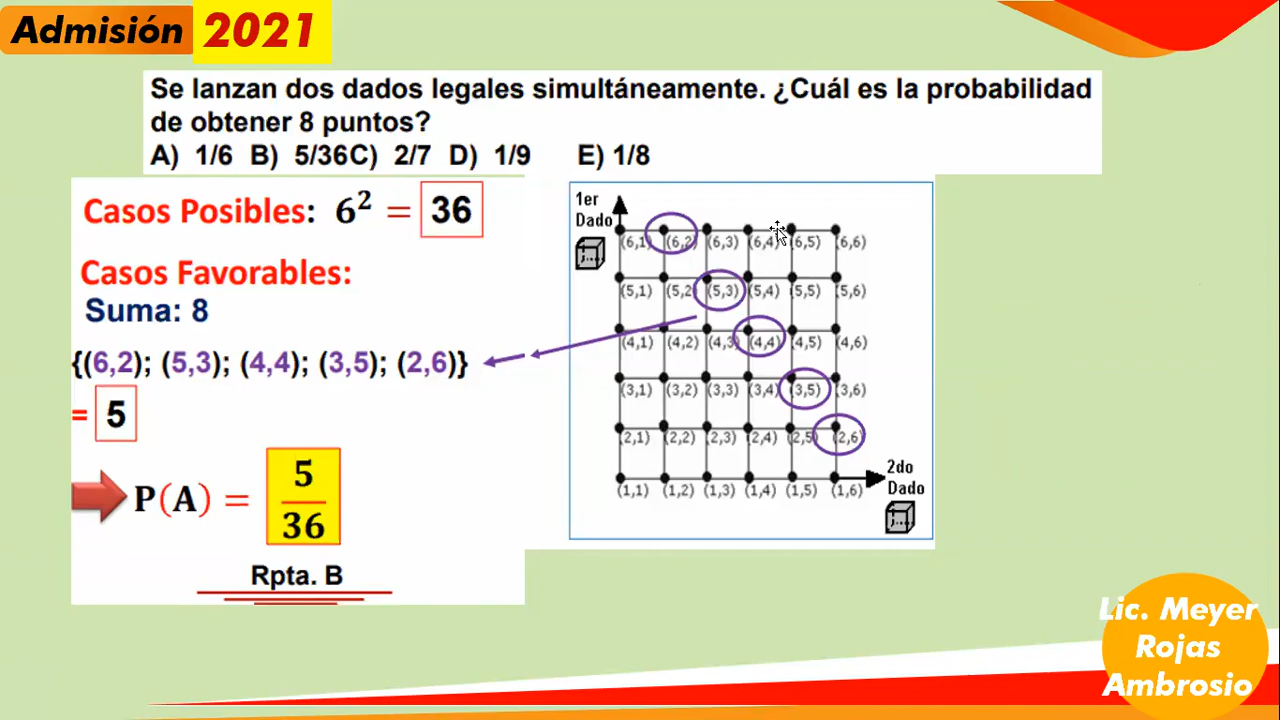 Admisión 2021
Se lanzan dos dados legales simultáneamente. ¿Cuál es la probabilidad
de obtener 8 puntos?
A) 1/6 B) 5/36C) 2/7 D) 1/9 E) 1/8
Casos Posibles: 6² = 36
Casos Favorables:
Suma: 8
{(6,2); (5,3); (4,4); (3,5); (2,6)}
= 5
P(A) = 5/36
Rpta. B
1er
Dado
(6,1) (6,2) (6,3) (6,4) (6,5) (6,6)
(5,1) (5,2) (5,3) (5,4) (5,5) (5,6)
(4,1) (4,2) (4,3) (4,4) (4,5) (4,6)
(3,1) (3,2) (3,3) (3,4) (3,5) (3,6)
(2,1) (2,2) (2,3) (2,4) (2,5) (2,6)
(1,1) (1,2) (1,3) (1,4) (1,5) (1,6)
2do
Dado
Lic. Meyer
Rojas
Ambrosio